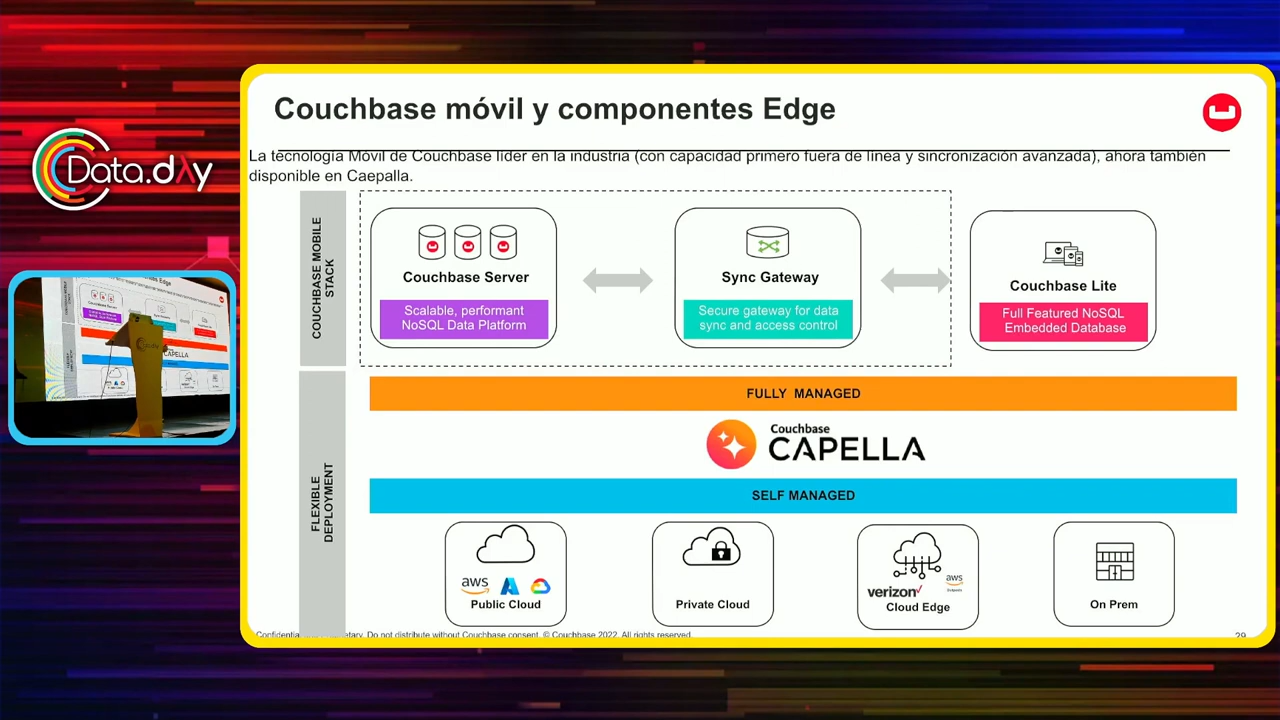 Couchbase móvil y componentes Edge
La tecnología Móvil de Couchbase líder en la industria (con capacidad primero fuera de línea y sincronización avanzada), ahora también
disponible en Caepalla.
Data.dʌy
COUCHBASE MOBILE
STACK
Couchbase Server
Scalable, performant
NoSQL Data Platform
Sync Gateway
Secure gateway for data
sync and access control
Couchbase Lite
Full Featured NoSQL
Embedded Database
FLEXIBLE
DEPLOYMENT
FULLY MANAGED
Couchbase
CAPELLA
SELF MANAGED
aws
Public Cloud
Private Cloud
verizon✓
aws
Cloud Edge
On Prem
Do not distribute without Couchbase consent. © Couchbase 2022. All rights reserved.
29